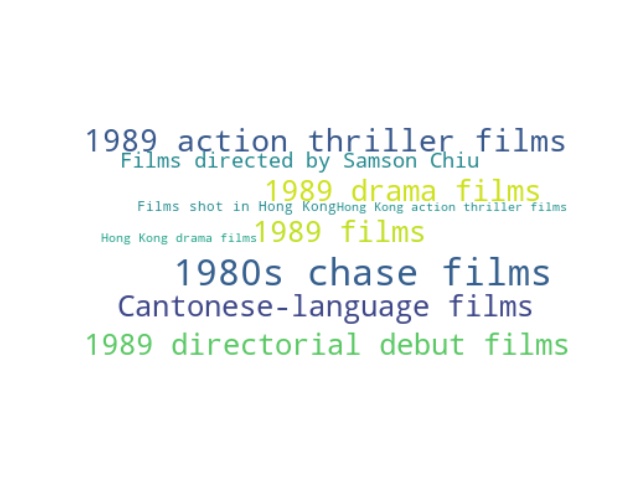 1989 action thriller films
Films directed by Samson Chiu
1989 drama films
Films shot in Hong Kong
Hong Kong action thriller films
1989 films
Hong Kong drama films
1980s chase films
Cantonese-language films
1989 directorial debut films